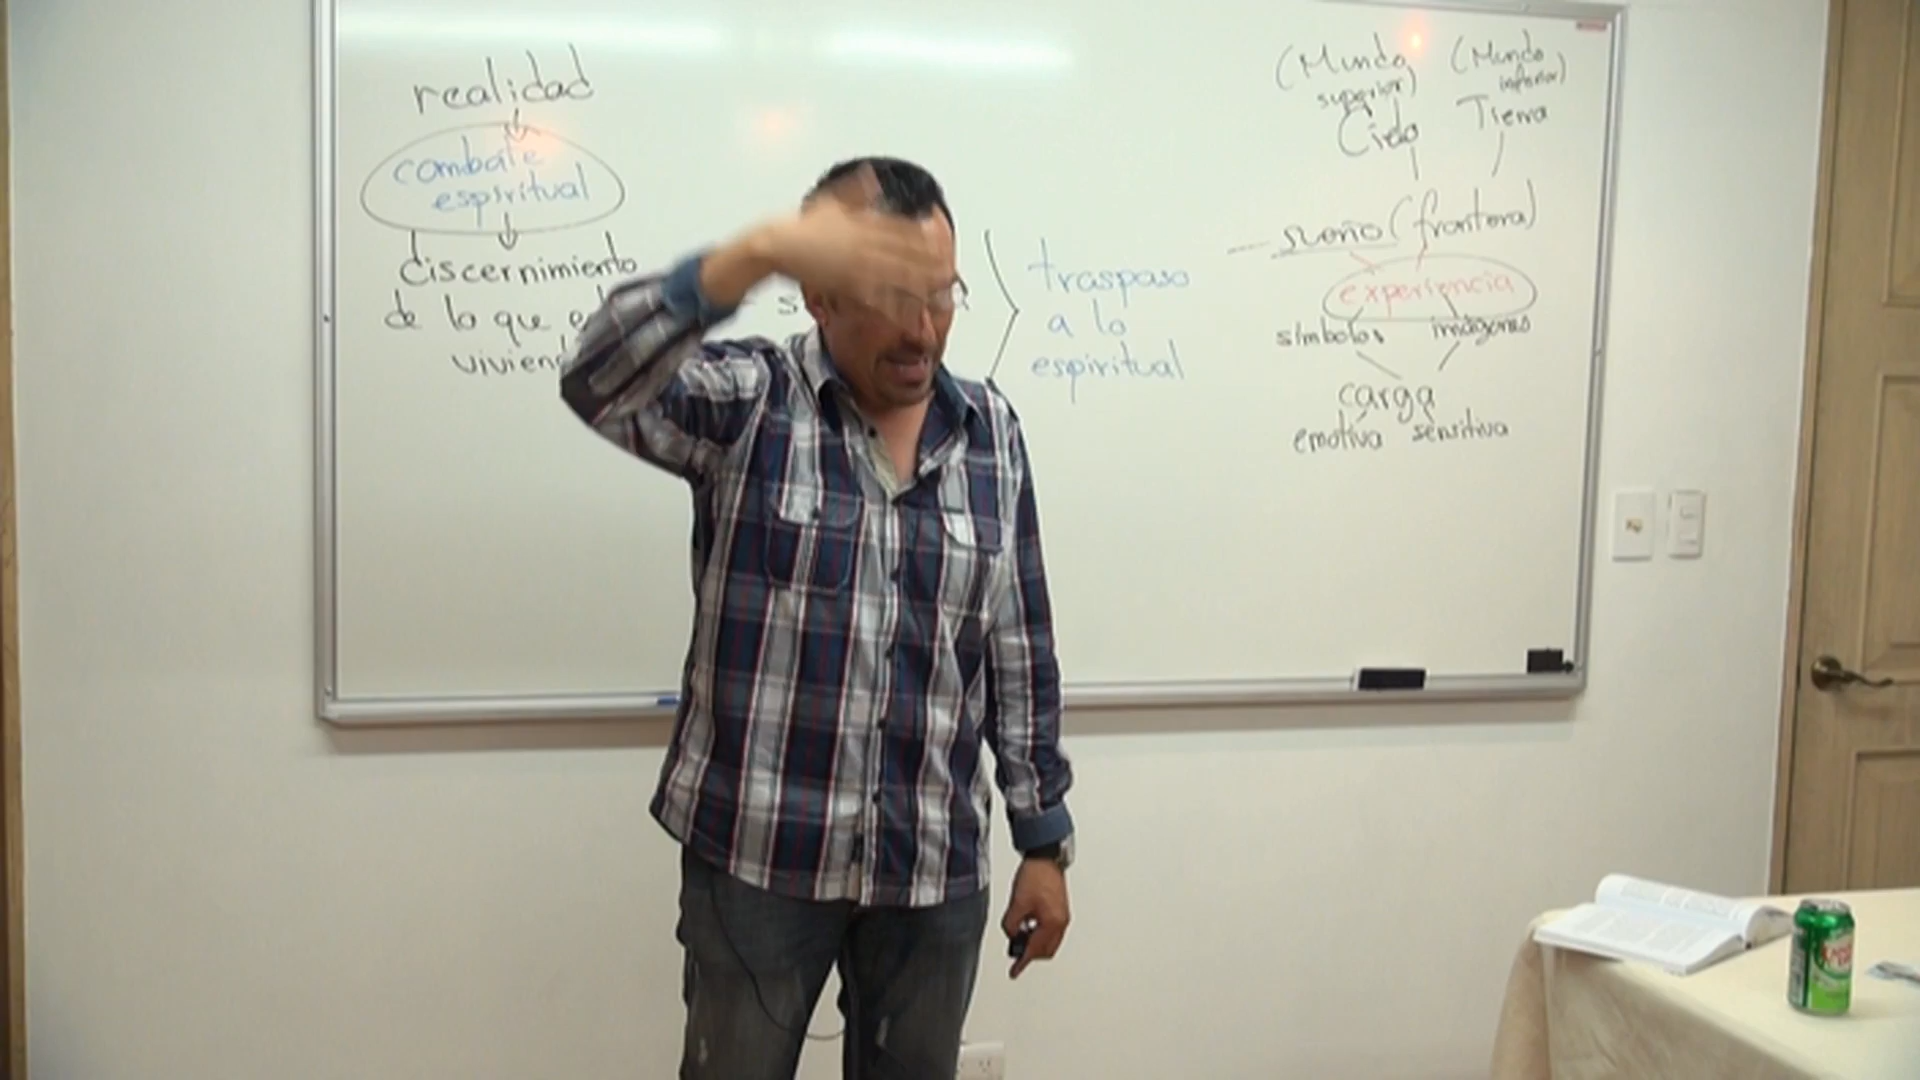 realidad
combate
espiritual
discernimiento
de lo que e
viviend
s
traspaso
a lo
espiritual
(Mundo
superior)
Cielo
(Mundo
inferior)
Tierra
sueño (frontera)
experiencia
símbolos imágenes
carga
emotiva sensitiva